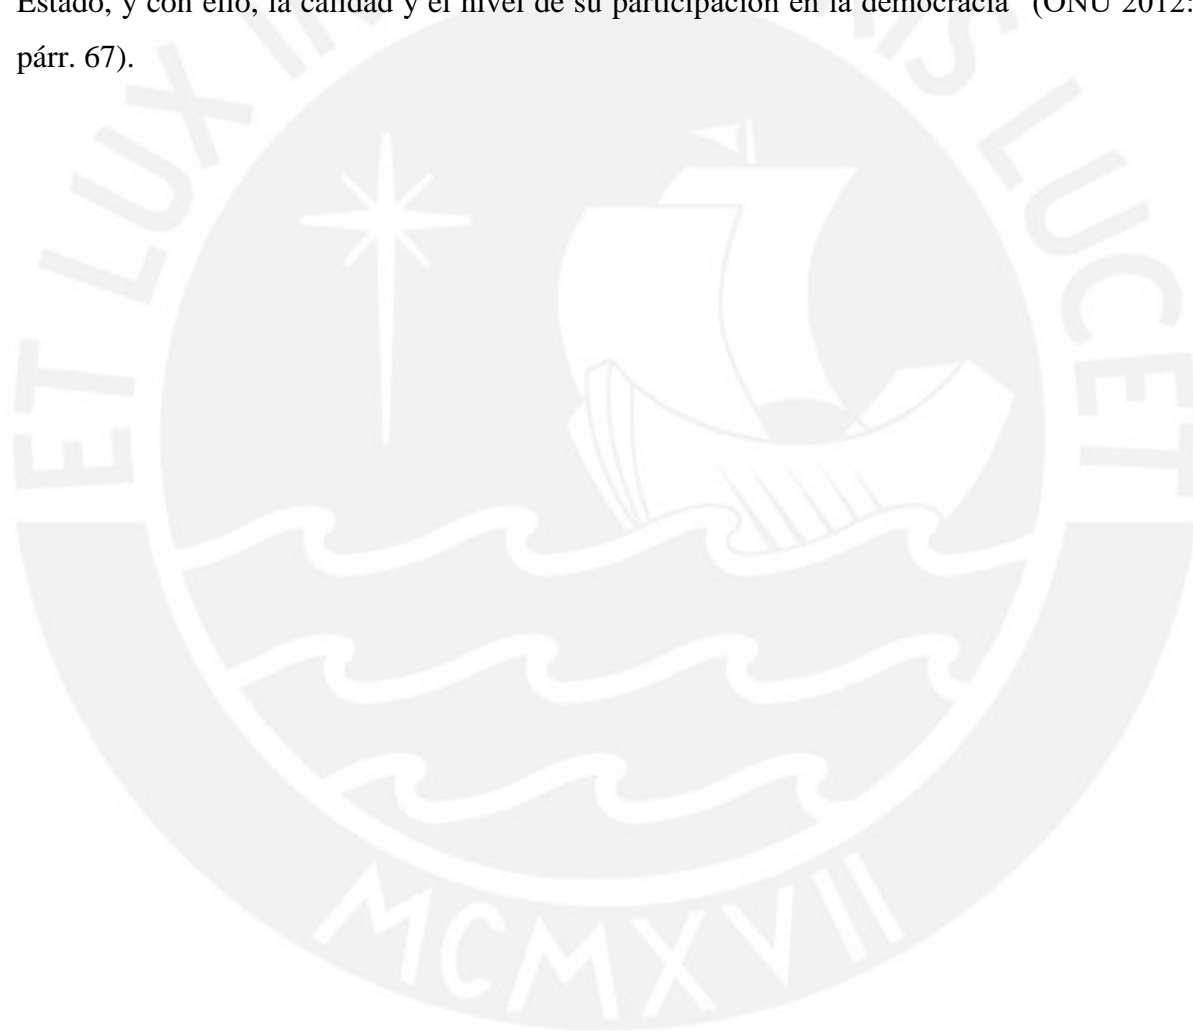 Estado, y con ello, la calidad y el nivel de su participación en la democracia" (ONU 2012:
párr. 67).
ET LUX IN
IS LUCET
MCMXVII